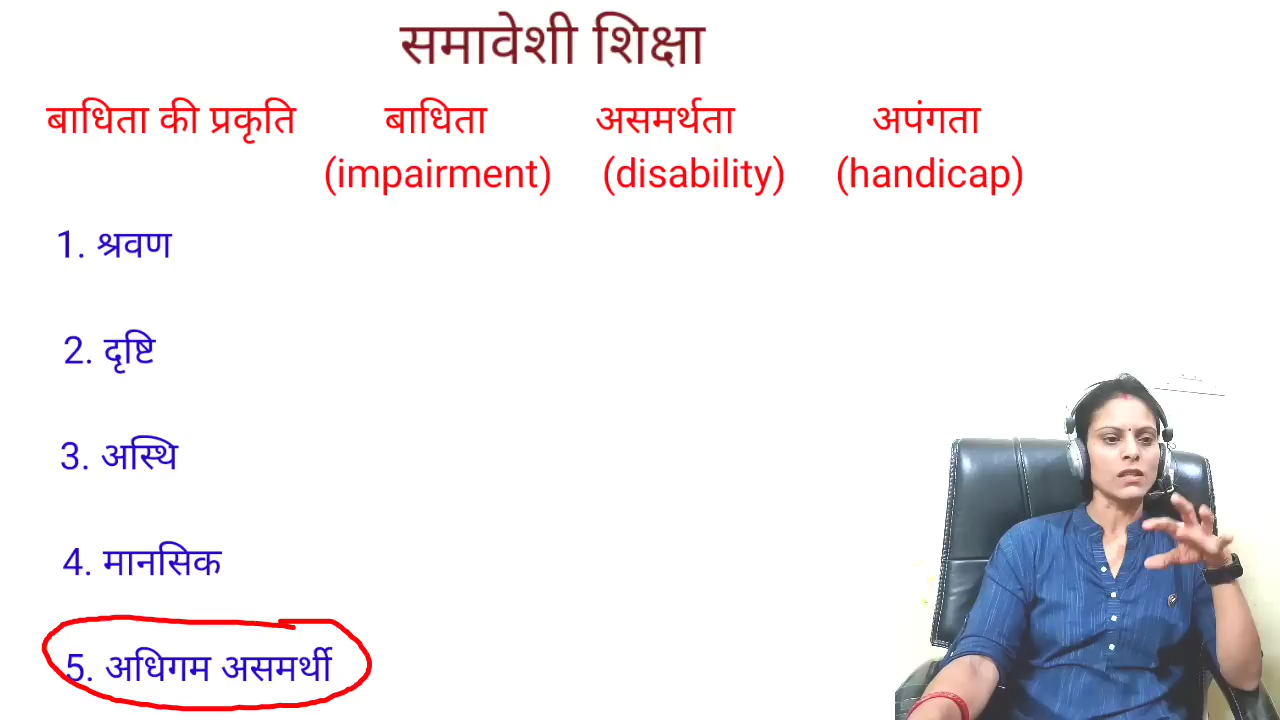 समावेशी शिक्षा
बाधिता की प्रकृति बाधिता असमर्थता अपंगता
(impairment) (disability) (handicap)
1. श्रवण
2. दृष्टि
3. अस्थि
4. मानसिक
5. अधिगम असमर्थी